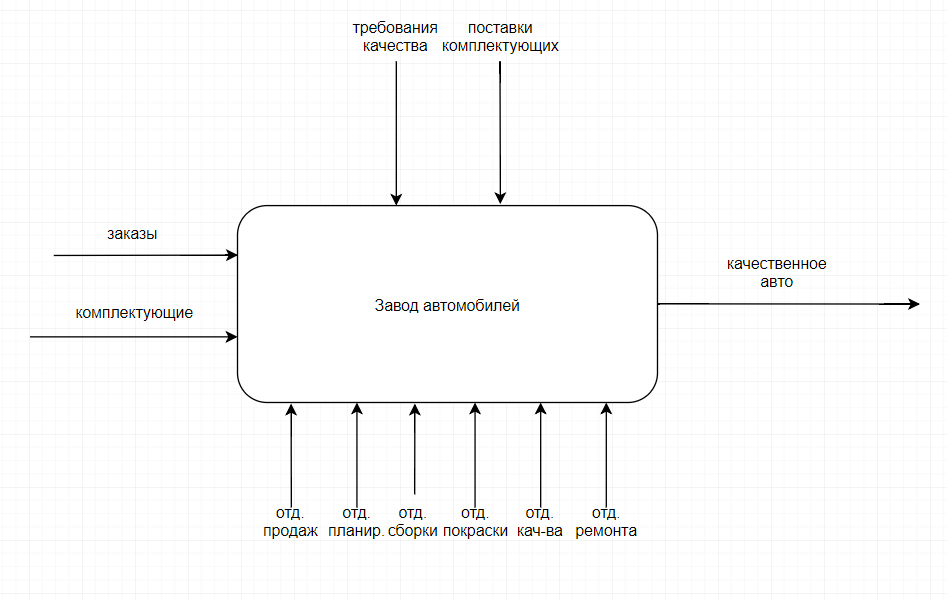 требования
качества
поставки
комплектующих
заказы
комплектующие
Завод автомобилей
качественное
авто
отд.
продаж
отд.
планир.
отд.
сборки
отд.
покраски
отд.
кач-ва
отд.
ремонта